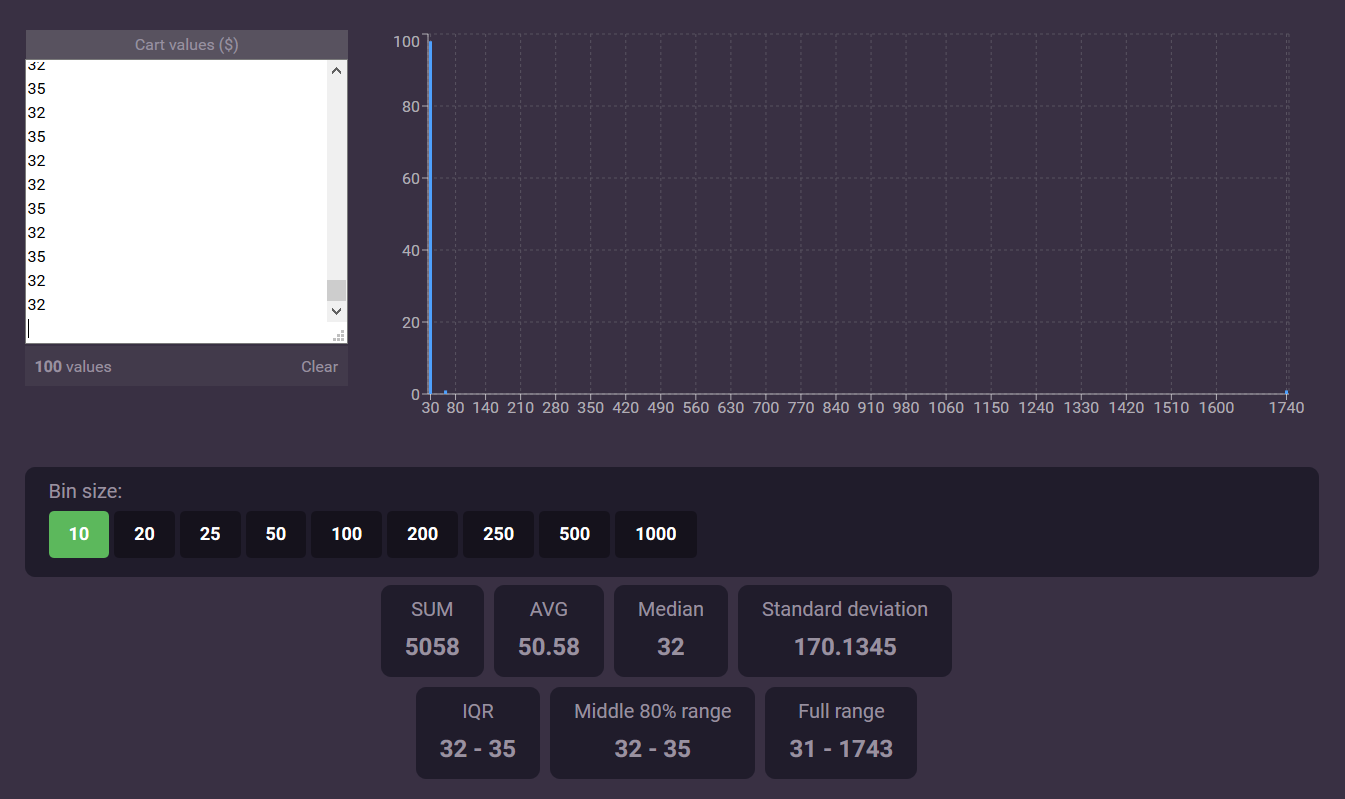 Cart values ($)
32
35
32
35
32
32
35
32
35
32
32
100 values Clear
100
80
60
40
20
0
30 80 140 210 280 350 420 490 560 630 700 770 840 910 980 1060 1150 1240 1330 1420 1510 1600 1740
Bin size:
10 20 25 50 100 200 250 500 1000
SUM AVG Median Standard deviation
5058 50.58 32 170.1345
IQR Middle 80% range Full range
32 - 35 32 - 35 31 - 1743